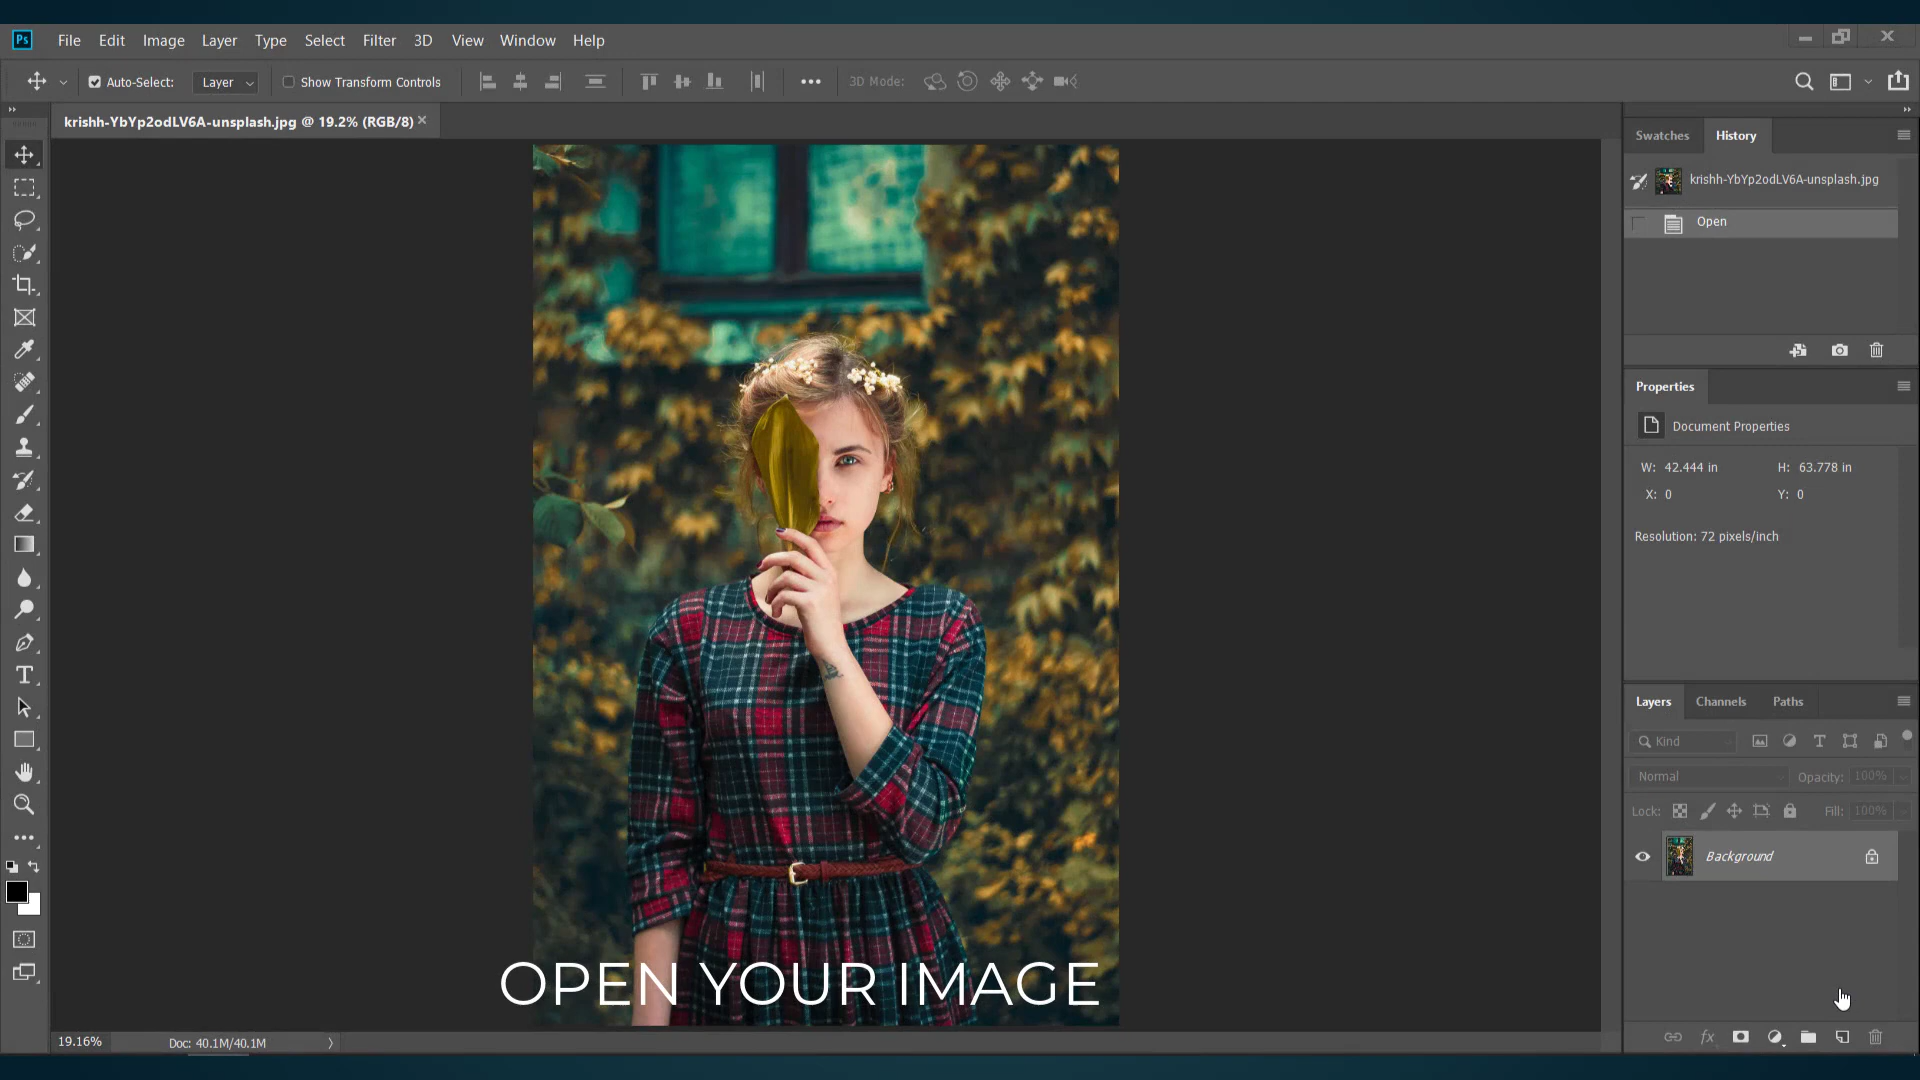 Ps File Edit Image Layer Type Select Filter 3D View Window Help
Auto-Select: Layer Show Transform Controls 3D Mode:
krishh-YbYp2odLV6A-unsplash.jpg @ 19.2% (RGB/8)
Swatches History
krishh-YbYp2odLV6A-unsplash.jpg
Open
Properties
Document Properties
W: 42.444 in H: 63.778 in
X: 0 Y: 0
Resolution: 72 pixels/inch
Layers Channels Paths
Kind
Normal Opacity: 100%
Lock: Fill: 100%
Background
fx
OPEN YOUR IMAGE
19.16% Doc: 40.1M/40.1M